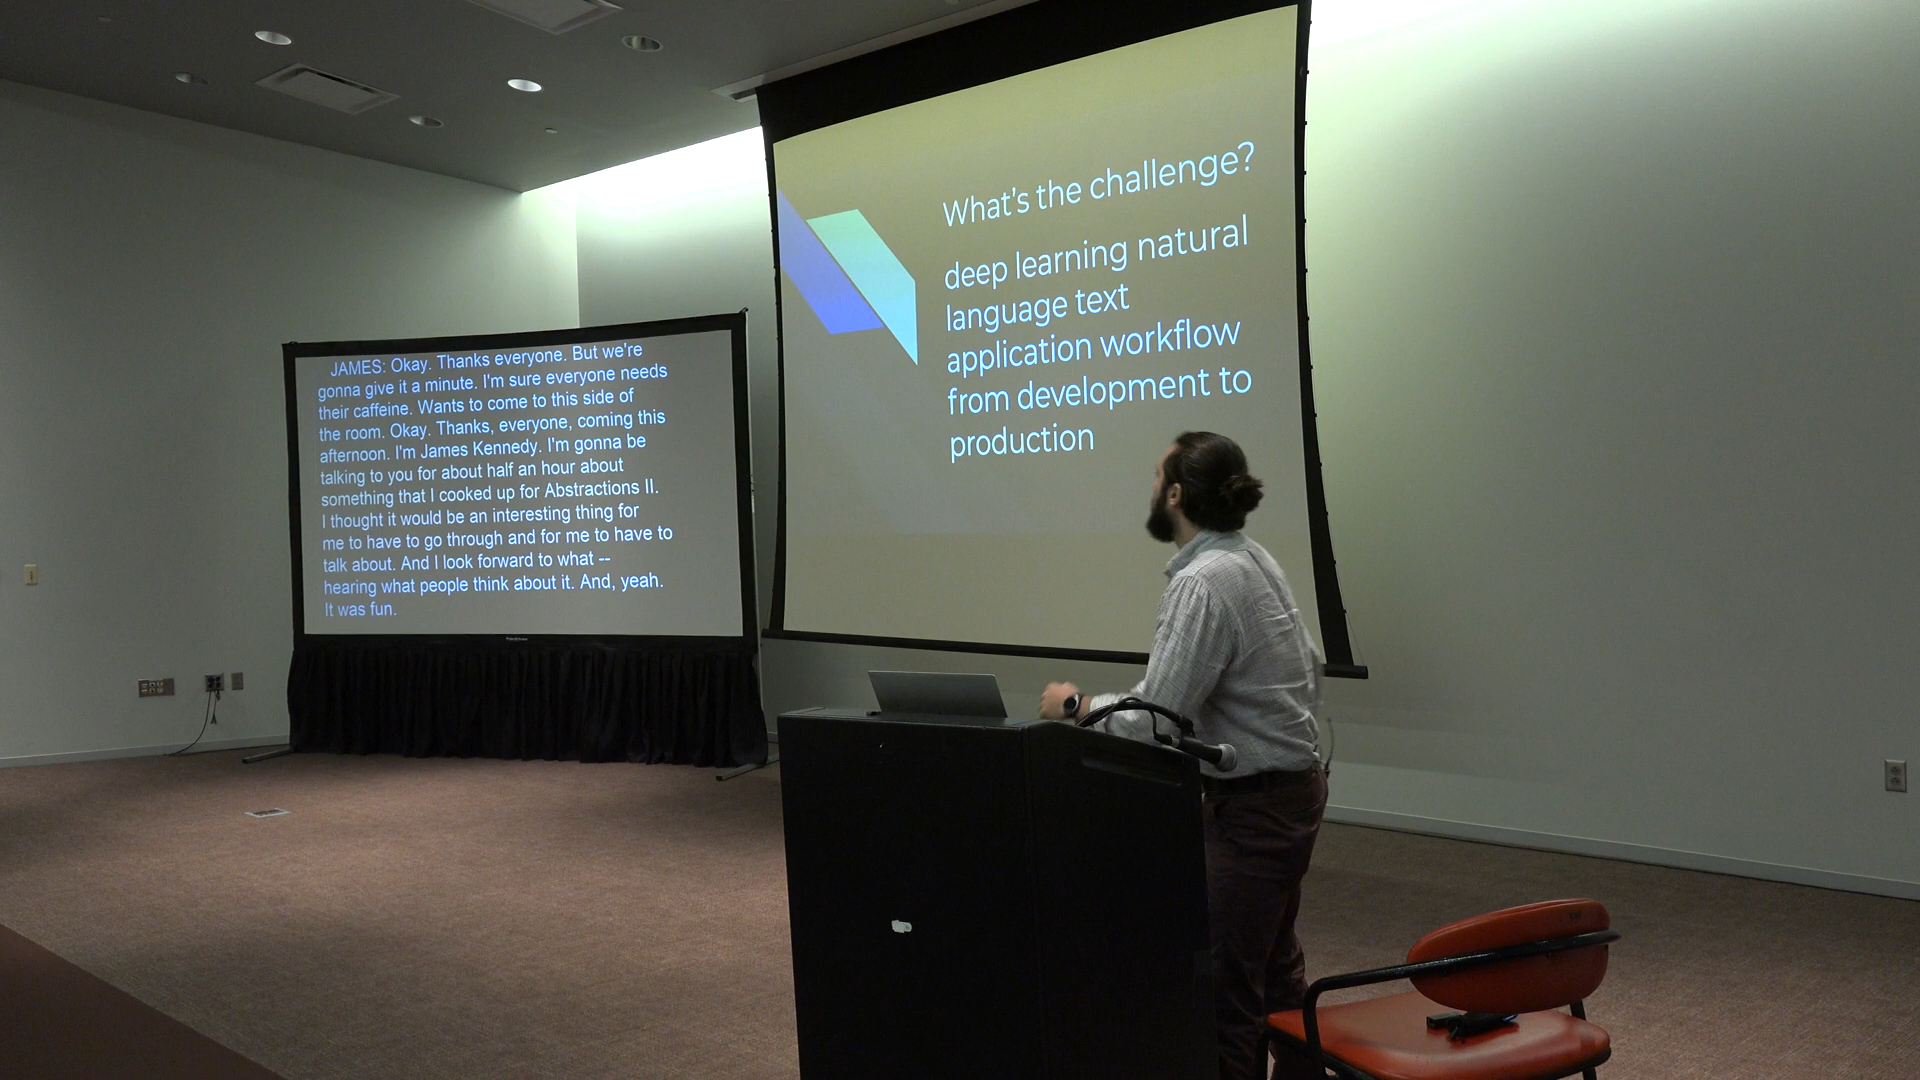 JAMES: Okay. Thanks everyone. But we're
gonna give it a minute. I'm sure everyone needs
their caffeine. Wants to come to this side of
the room. Okay. Thanks, everyone, coming this
afternoon. I'm James Kennedy. I'm gonna be
talking to you for about half an hour about
something that I cooked up for Abstractions II.
I thought it would be an interesting thing for
me to have to go through and for me to have to
talk about. And I look forward to what --
hearing what people think about it. And, yeah.
It was fun.
What's the challenge?
deep learning natural
language text
application workflow
from development to
production